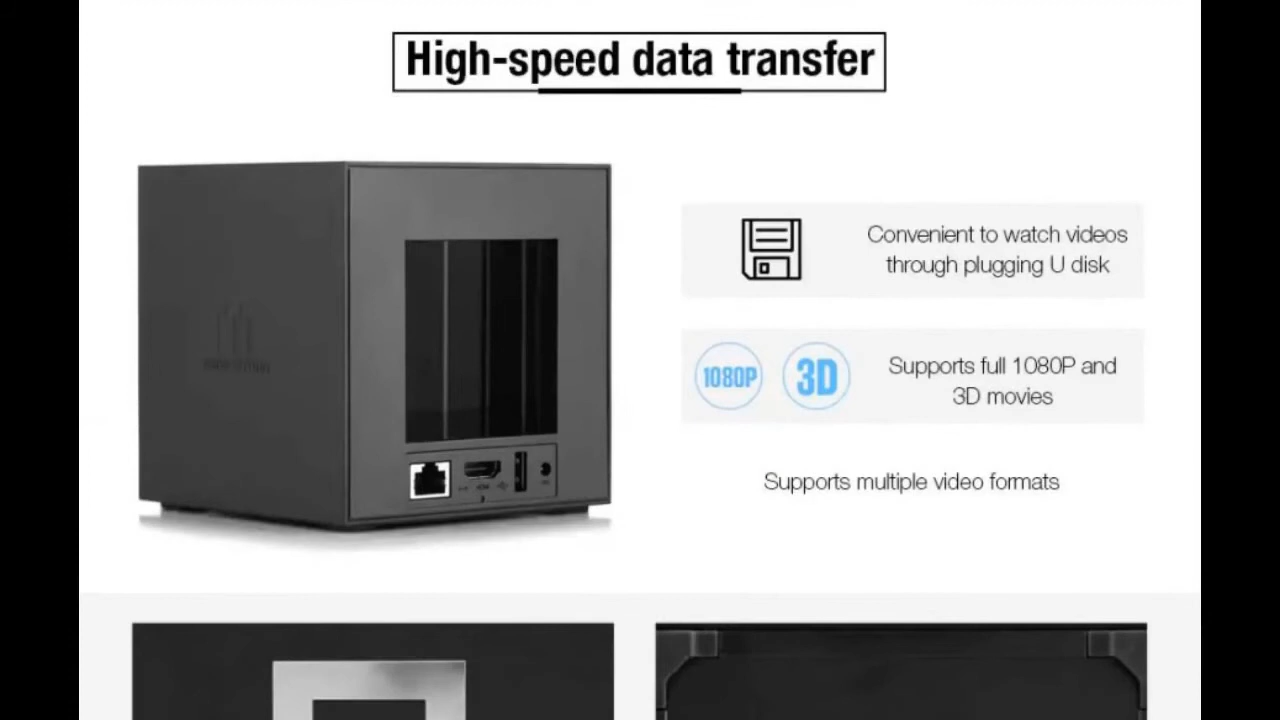 High-speed data transfer
Convenient to watch videos
through plugging U disk
1080P
3D
Supports full 1080P and
3D movies
Supports multiple video formats